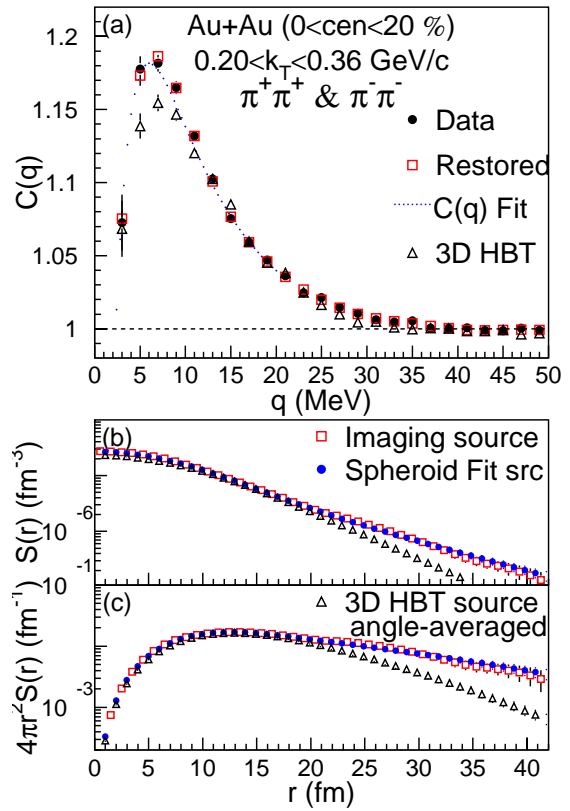 (a)
Au+Au (0<cen<20 %)
0.20<k_T<0.36 GeV/c
π⁺π⁺ & π⁻π⁻
Data
Restored
C(q) Fit
3D HBT
C(q)
1.2
1.15
1.1
1.05
1
0 5 10 15 20 25 30 35 40 45 50
q (MeV)
(b)
Imaging source
Spheroid Fit src
S(r) (fm⁻³)
10⁻⁶
(c)
3D HBT source
angle-averaged
4πr²S(r) (fm⁻¹)
10⁻¹
10⁻³
0 5 10 15 20 25 30 35 40
r (fm)